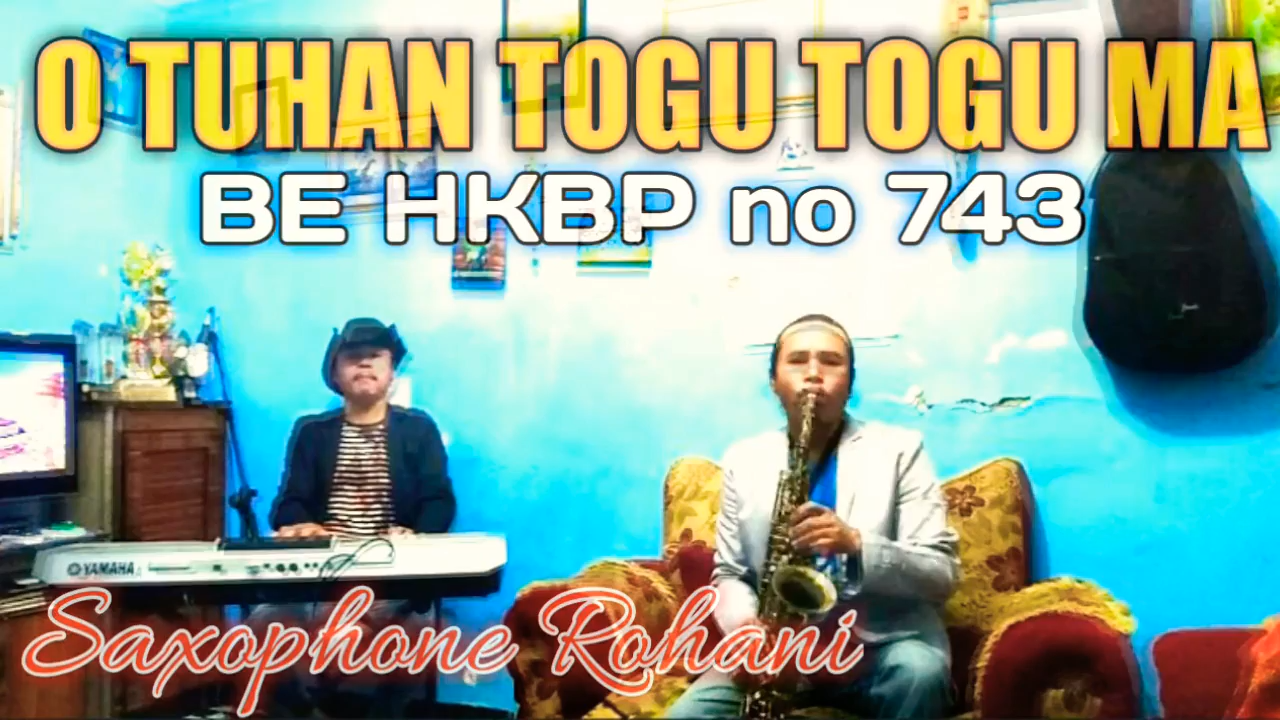 O TUHAN TOGU TOGU MA
BE HKBP no 743
YAMAHA
Saxophone Rohani